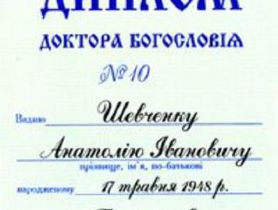 ДИПЛОМ
ДОКТОРА БОГОСЛОВІЯ
№ 10
Видано Шевченку
Анатолію Івановичу
прізвище, ім'я, по-батькові
народженому 17 травня 1948 р.